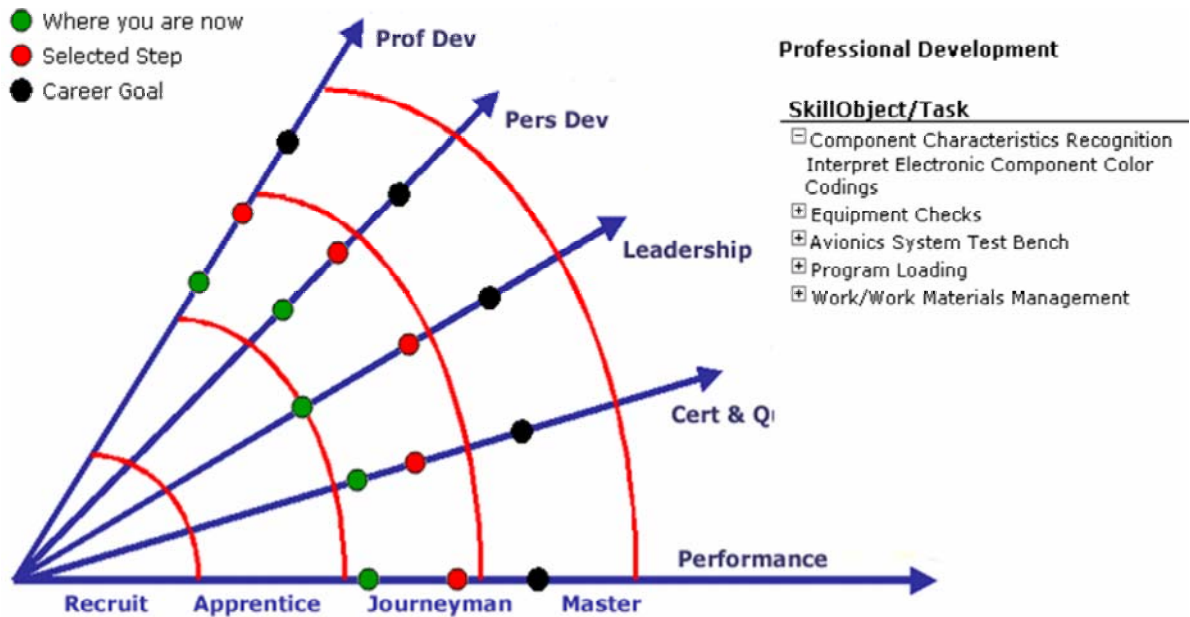 Where you are now
Selected Step
Career Goal
Prof Dev
Pers Dev
Leadership
Cert & Q
Performance
Recruit
Apprentice
Journeyman
Master
Professional Development
SkillObject/Task
Component Characteristics Recognition
Interpret Electronic Component Color
Codings
Equipment Checks
Avionics System Test Bench
Program Loading
Work/Work Materials Management